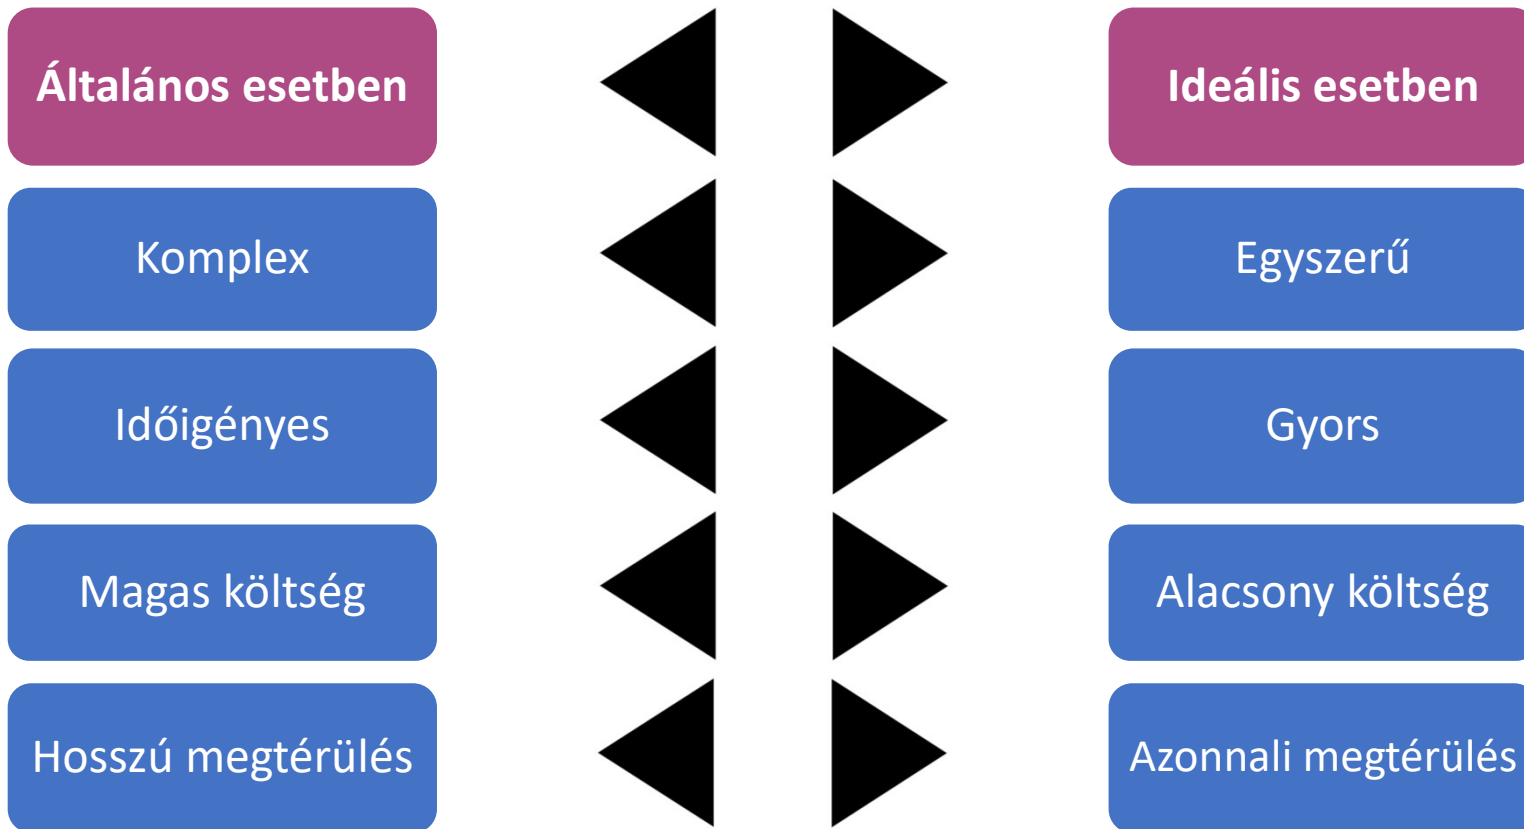 Általános esetben
Ideális esetben
Komplex
Egyszerű
Időigényes
Gyors
Magas költség
Alacsony költség
Hosszú megtérülés
Azonnali megtérülés